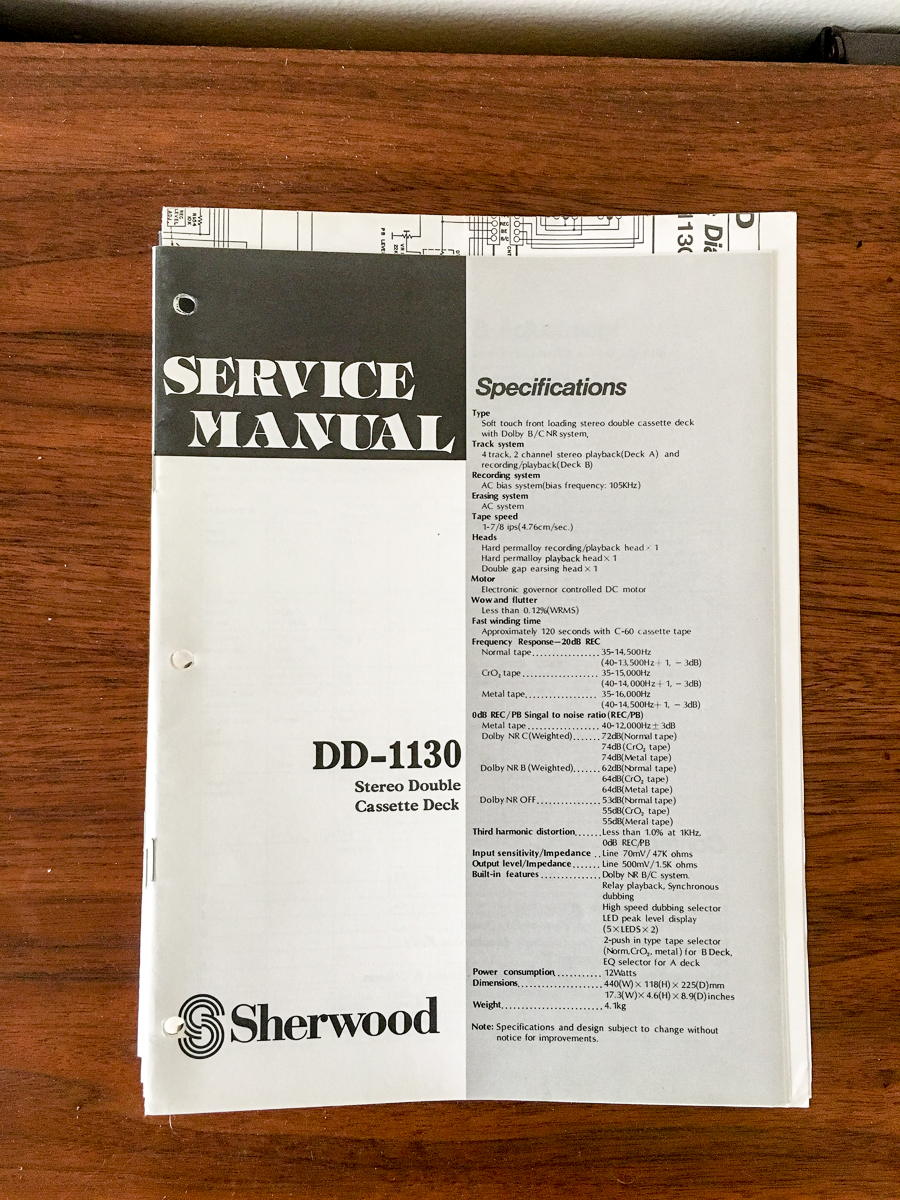 SERVICE
MANUAL
DD-1130
Stereo Double
Cassette Deck
Sherwood
Specifications
Type
Soft touch front loading stereo double cassette deck
with Dolby B/C NR system,
Track system
4 track, 2 channel stereo playback(Deck A) and
recording/playback(Deck B)
Recording system
AC bias system(bias frequency: 105KHz)
Erasing system
AC system
Tape speed
1-7/8 ips(4.76cm/sec.)
Heads
Hard permalloy recording/playback head × 1
Hard permalloy playback head × 1
Double gap earsing head × 1
Motor
Electronic governor controlled DC motor
Wow and flutter
Less than 0.12%(WRMS)
Fast winding time
Approximately 120 seconds with C-60 cassette tape
Frequency Response—20dB REC
Normal tape................35-14,500Hz
(40-13,500Hz + 1, − 3dB)
CrO₂ tape..................35-15,000Hz
(40-14,000Hz + 1, − 3dB)
Metal tape.................35-16,000Hz
(40-14,500Hz + 1, − 3dB)
0dB REC/PB Singal to noise ratio(REC/PB)
Metal tape.................40-12,000Hz ± 3dB
Dolby NR C(Weighted).......72dB(Normal tape)
74dB(CrO₂ tape)
74dB(Metal tape)
Dolby NR B (Weighted).......62dB(Normal tape)
64dB(CrO₂ tape)
64dB(Metal tape)
Dolby NR OFF...............53dB(Normal tape)
55dB(CrO₂ tape)
55dB(Meral tape)
Third harmonic distortion.......Less than 1.0% at 1KHz,
0dB REC/PB
Input sensitivity/Impedance ..Line 70mV/ 47K ohms
Output level/Impedance.......Line 500mV/1.5K ohms
Built-in features..............Dolby NR B/C system.
Relay playback, Synchronous
dubbing
High speed dubbing selector
LED peak level display
(5×LEDS×2)
2-push in type tape selector
(Norm,CrO₂, metal) for B Deck,
EQ selector for A deck
Power consumption...........12Watts
Dimensions....................440(W) × 118(H) × 225(D)mm
17.3(W) × 4.6(H) × 8.9(D)inches
Weight........................4.1kg
Note: Specifications and design subject to change without
notice for improvements.